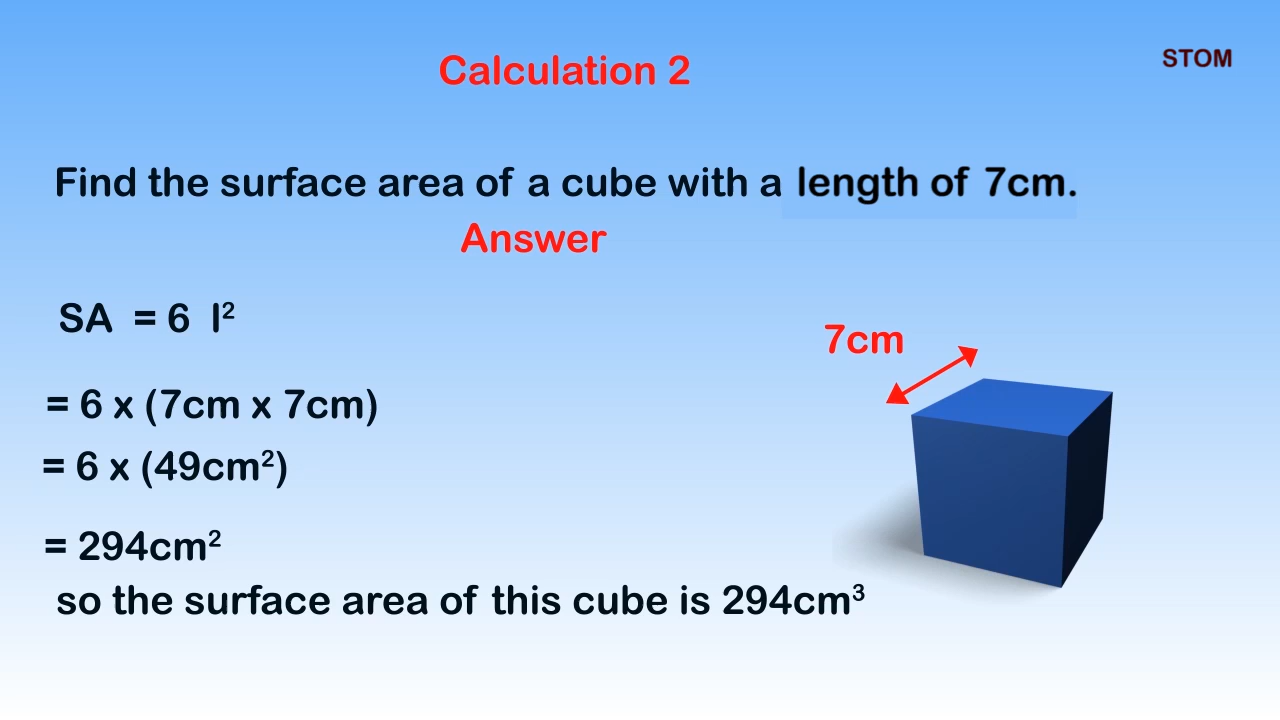 Calculation 2
STOM
Find the surface area of a cube with a length of 7cm.
Answer
SA = 6 l²
7cm
= 6 x (7cm x 7cm)
= 6 x (49cm²)
= 294cm²
so the surface area of this cube is 294cm³